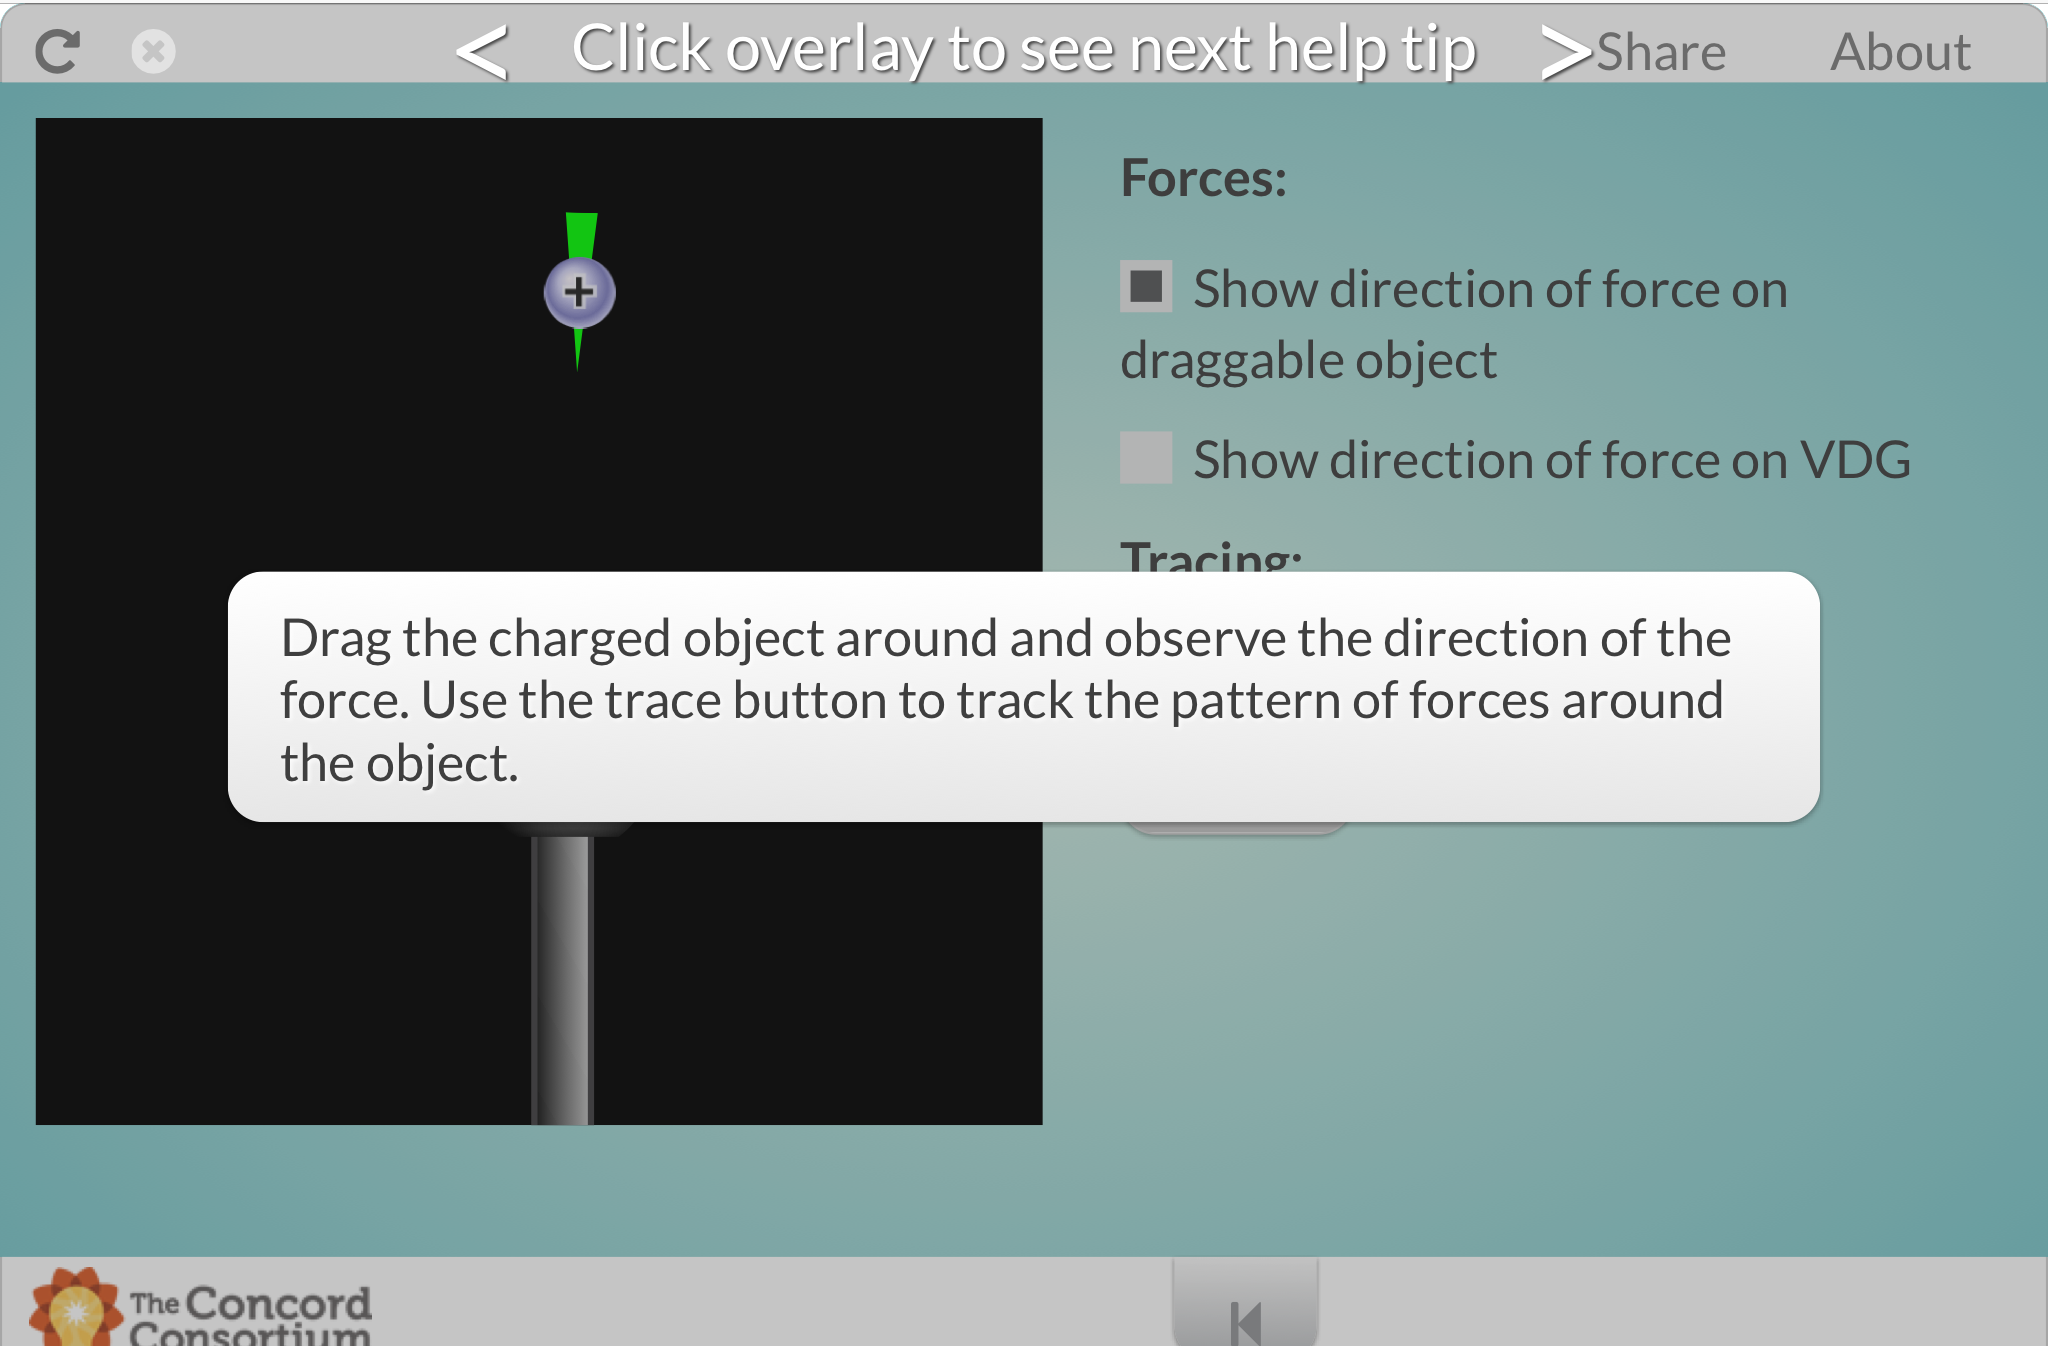 < Click overlay to see next help tip >
Share
About
Forces:
Show direction of force on
draggable object
Show direction of force on VDG
Tracing:
+
Drag the charged object around and observe the direction of the
force. Use the trace button to track the pattern of forces around
the object.
The Concord
Consortium